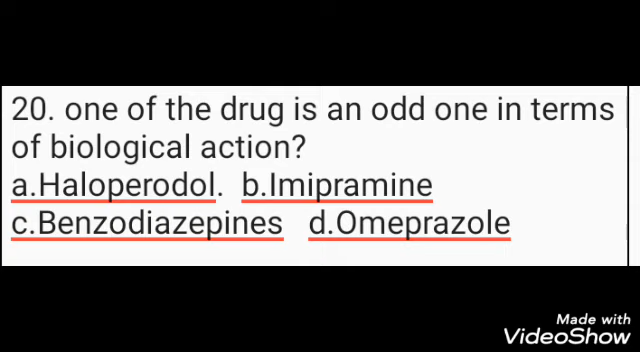 20. one of the drug is an odd one in terms
of biological action?
a.Haloperodol. b.Imipramine
c.Benzodiazepines d.Omeprazole
Made with
VideoShow